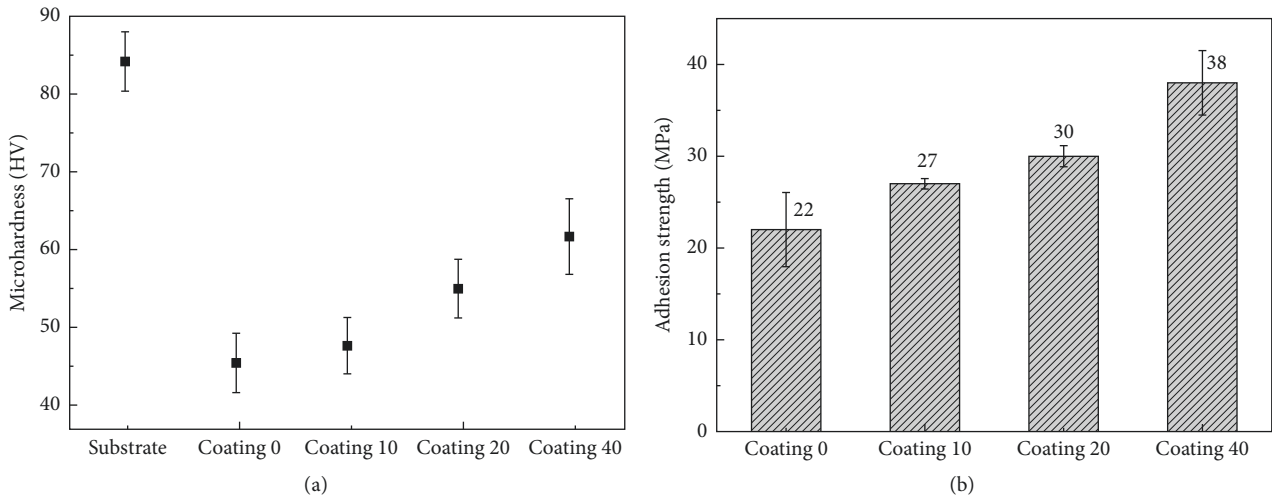 90
80
70
60
50
40
Microhardness (HV)
Substrate Coating 0 Coating 10 Coating 20 Coating 40
(a)
40
30
20
10
0
Adhesion strength (MPa)
22
27
30
38
Coating 0 Coating 10 Coating 20 Coating 40
(b)